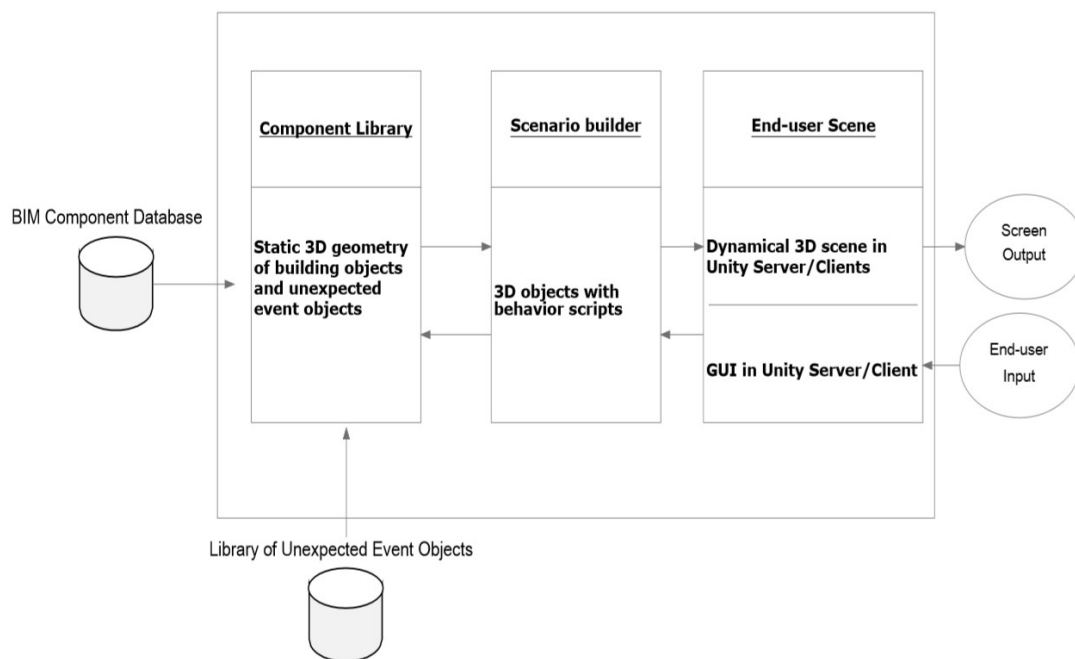 Component Library
Scenario builder
End-user Scene
BIM Component Database
Static 3D geometry
of building objects
and unexpected
event objects
3D objects with
behavior scripts
Dynamical 3D scene in
Unity Server/Clients
GUI in Unity Server/Client
Screen
Output
End-user
Input
Library of Unexpected Event Objects